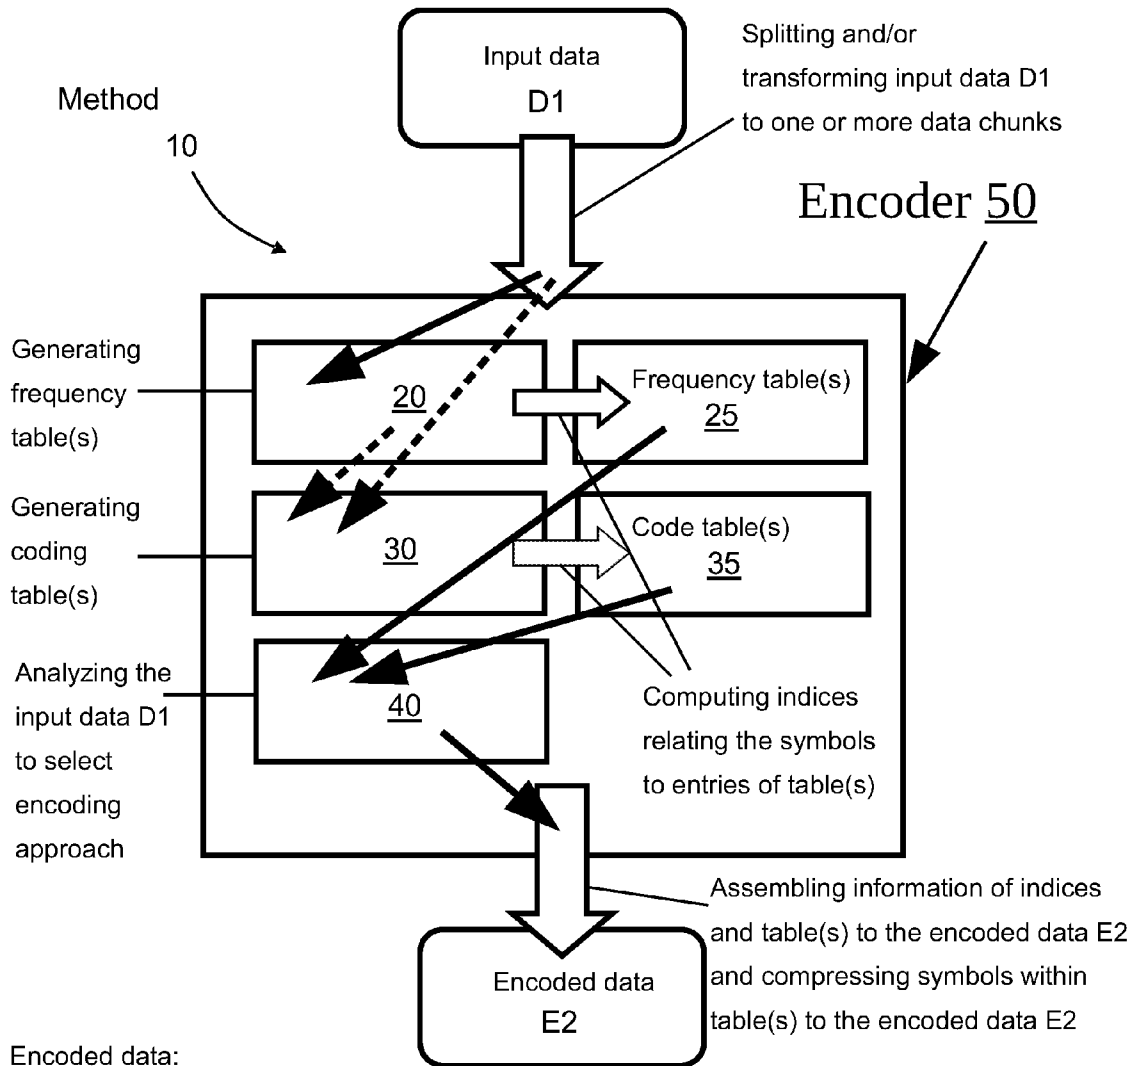 Input data
D1
Splitting and/or
transforming input data D1
to one or more data chunks
Method
10
Encoder 50
Generating
frequency
table(s)
20
Frequency table(s)
25
Generating
coding
table(s)
30
Code table(s)
35
Analyzing the
input data D1
to select
encoding
approach
40
Computing indices
relating the symbols
to entries of table(s)
Assembling information of indices
and table(s) to the encoded data E2
and compressing symbols within
table(s) to the encoded data E2
Encoded data
E2
Encoded data: